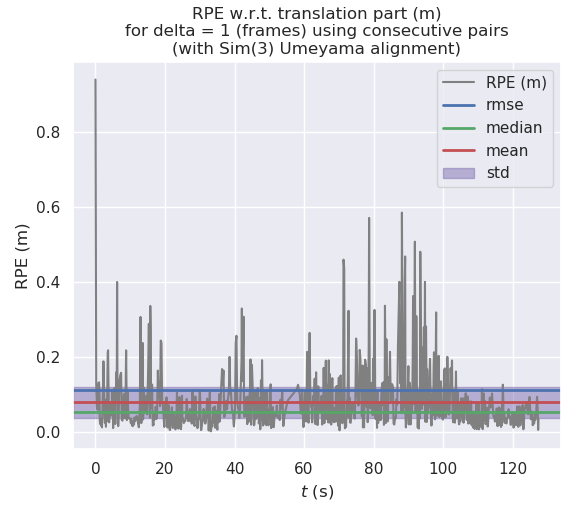 RPE w.r.t. translation part (m)
for delta = 1 (frames) using consecutive pairs
(with Sim(3) Umeyama alignment)
RPE (m)
rmse
median
mean
std
0.8
0.6
0.4
0.2
0.0
RPE (m)
0 20 40 60 80 100 120
t (s)